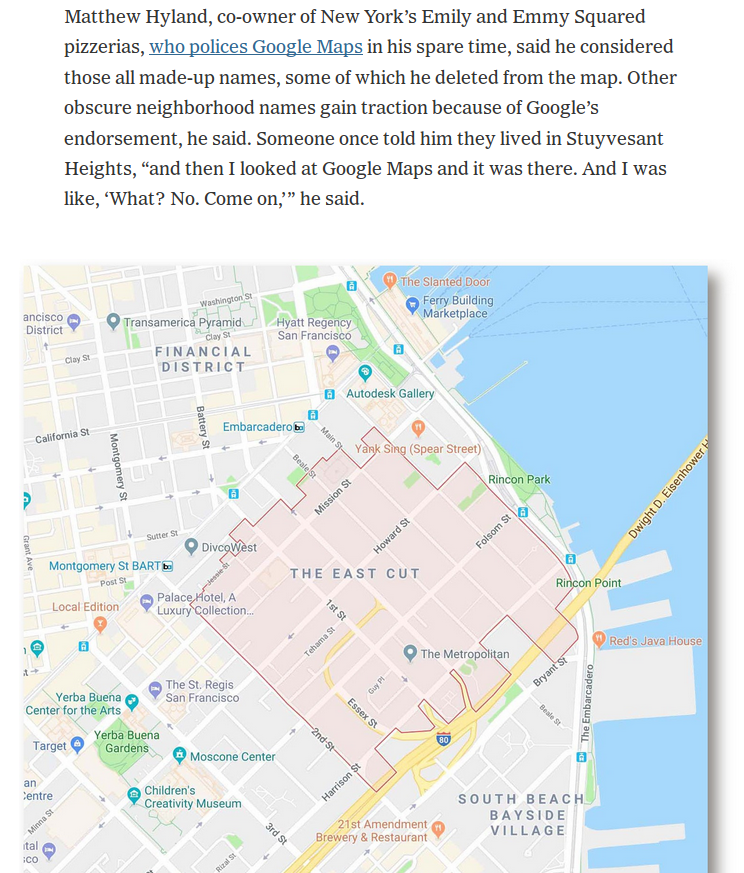 Matthew Hyland, co-owner of New York’s Emily and Emmy Squared
pizzerias, who polices Google Maps in his spare time, said he considered
those all made-up names, some of which he deleted from the map. Other
obscure neighborhood names gain traction because of Google’s
endorsement, he said. Someone once told him they lived in Stuyvesant
Heights, “and then I looked at Google Maps and it was there. And I was
like, ‘What? No. Come on,’” he said.
The Slanted Door
Washington St
Ferry Building
Marketplace
ancisco
District
Transamerica Pyramid
Hyatt Regency
San Francisco
Clay St
Clay St
FINANCIAL
DISTRICT
Autodesk Gallery
Battery St
Embarcadero
California St
Montgomery St
Main St
Yank Sing (Spear Street)
Beale St
Rincon Park
Mission St
Dwight D. Eisenhower H
Howard St
Folsom St
Grant Ave
Sutter St
DivcoWest
Montgomery St BART
Jessie St
THE EAST CUT
Post St
Rincon Point
Palace Hotel, A
Luxury Collection...
Local Edition
1st St
Tehama St
Red's Java House
The Metropolitan
Guy Pl
Bryant St
The St. Regis
San Francisco
Yerba Buena
Center for the Arts
Essex St
Beale St
The Embarcadero
Yerba Buena
Gardens
Target
2nd St
80
Moscone Center
Harrison St
an
Centre
Children's
Creativity Museum
SOUTH BEACH
BAYSIDE
VILLAGE
Minna St
3rd St
21st Amendment
Brewery & Restaurant
tal
sco
Rizal St